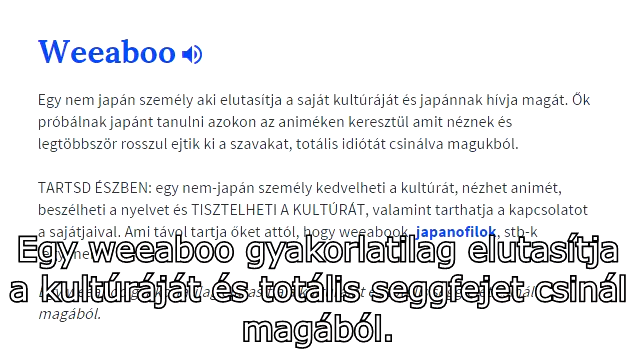 Weeaboo
Egy nem japán személy aki elutasítja a saját kultúráját és japánnak hívja magát. Ők
próbálnak japánt tanulni azokon az animéken keresztül amit néznek és
legtöbbször rosszul ejtik ki a szavakat, totális idiótát csinálva magukból.
TARTSD ÉSZBEN: egy nem-japán személy kedvelheti a kultúrát, nézhet animét,
beszélheti a nyelvet és TISZTELHETI A KULTÚRÁT, valamint tarthatja a kapcsolatot
a sajátjaival. Ami távol tartja őket attól, hogy weeabook, japanofilok, stb-k
Egy weeaboo gyakorlatilag elutasítja
a kultúráját és totális seggfejet csinál
magából.
magából.